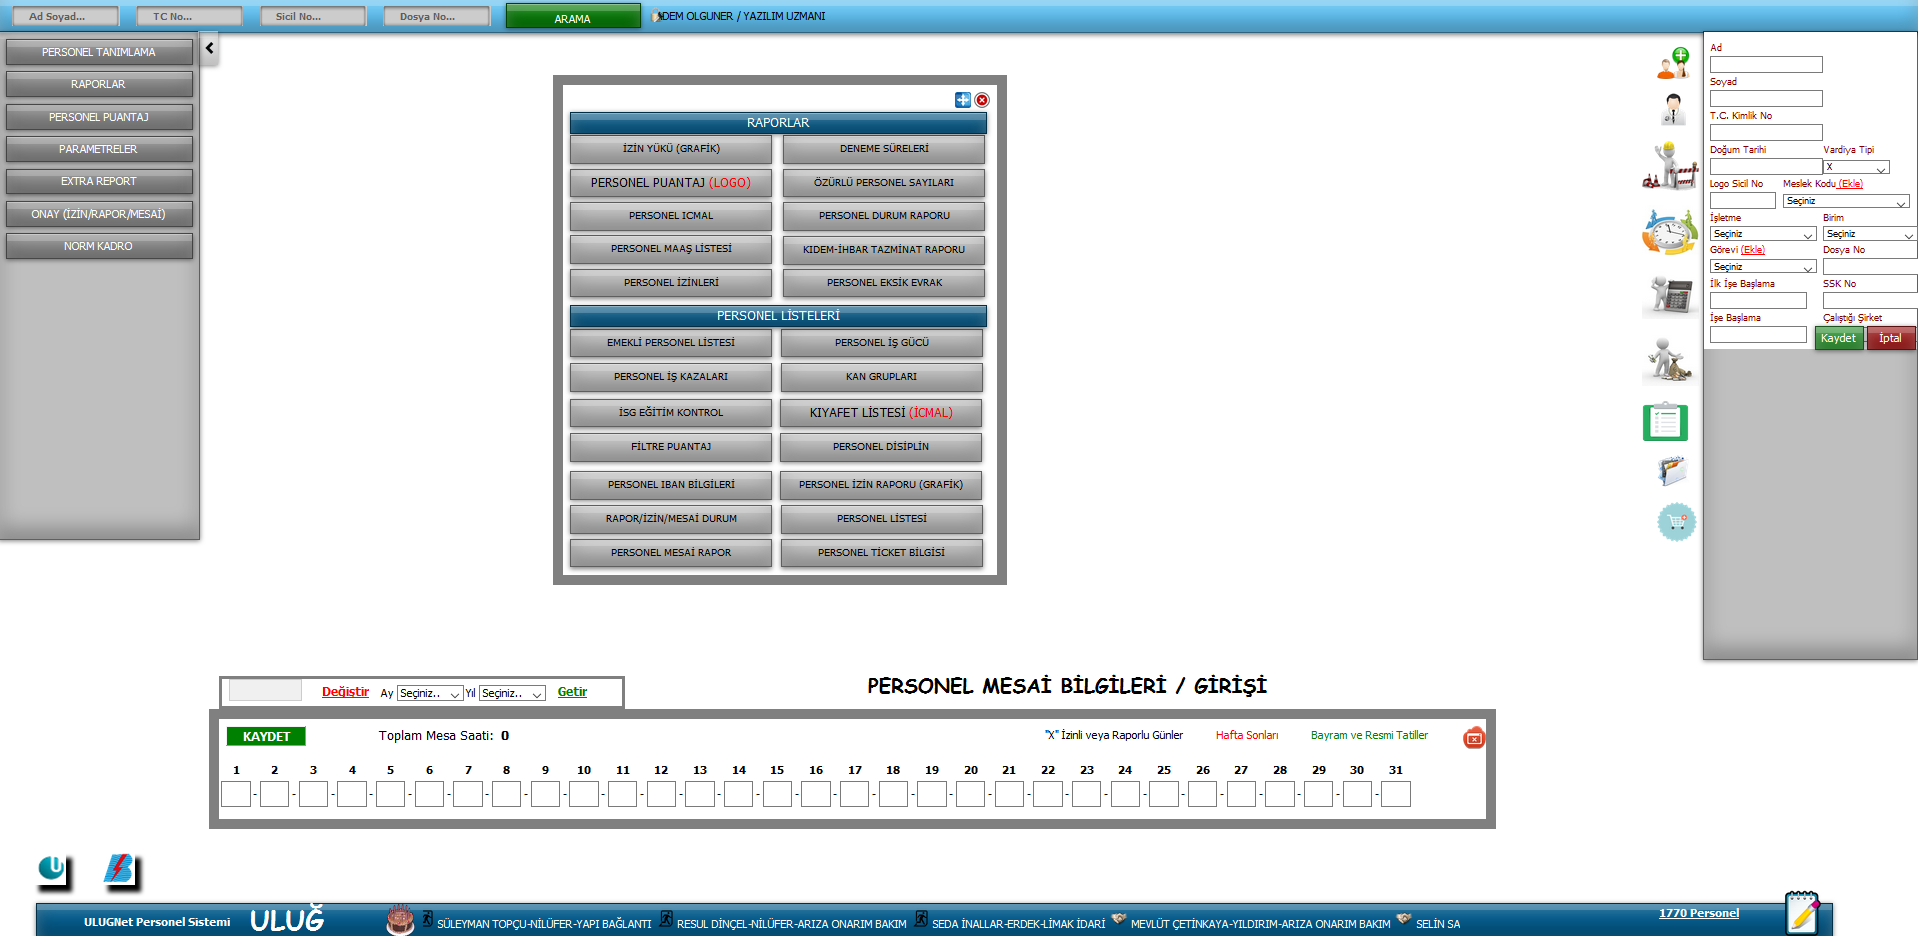 Ad Soyad... TC No... Sicil No... Dosya No... ARAMA DEM OLGUNER / YAZILIM UZMANI
PERSONEL TANIMLAMA
RAPORLAR
PERSONEL PUANTAJ
PARAMETRELER
EXTRA REPORT
ONAY (İZİN/RAPOR/MESAİ)
NORM KADRO
RAPORLAR
İZİN YÜKÜ (GRAFİK) DENEME SÜRELERİ
PERSONEL PUANTAJ (LOGO) ÖZÜRLÜ PERSONEL SAYILARI
PERSONEL ICMAL PERSONEL DURUM RAPORU
PERSONEL MAAŞ LİSTESİ KIDEM-İHBAR TAZMİNAT RAPORU
PERSONEL İZİNLERİ PERSONEL EKSİK EVRAK
PERSONEL LİSTELERİ
EMEKLİ PERSONEL LİSTESİ PERSONEL İŞ GÜCÜ
PERSONEL İŞ KAZALARI KAN GRUPLARI
İSG EĞİTİM KONTROL KIYAFET LİSTESİ (İCMAL)
FİLTRE PUANTAJ PERSONEL DİSİPLİN
PERSONEL IBAN BİLGİLERİ PERSONEL İZİN RAPORU (GRAFİK)
RAPOR/İZİN/MESAİ DURUM PERSONEL LİSTESİ
PERSONEL MESAİ RAPOR PERSONEL TİCKET BİLGİSİ
Ad
Soyad
T.C. Kimlik No
Doğum Tarihi Vardiya Tipi
X
Logo Sicil No Meslek Kodu (Ekle)
Seçiniz
İşletme Birim
Seçiniz Seçiniz
Görevi (Ekle) Dosya No
Seçiniz
İlk İşe Başlama SSK No
İşe Başlama Çalıştığı Şirket
Kaydet İptal
Değiştir Ay Seçiniz.. Yıl Seçiniz.. Getir
PERSONEL MESAİ BİLGİLERİ / GİRİŞİ
KAYDET Toplam Mesa Saati: 0 "X" İzinli veya Raporlu Günler Hafta Sonları Bayram ve Resmi Tatiller
1 2 3 4 5 6 7 8 9 10 11 12 13 14 15 16 17 18 19 20 21 22 23 24 25 26 27 28 29 30 31
- - - - - - - - - - - - - - - - - - - - - - - - - - - - - -
ULUGNet Personel Sistemi ULUĞ SÜLEYMAN TOPÇU-NİLÜFER-YAPI BAĞLANTI RESUL DİNÇEL-NİLÜFER-ARIZA ONARIM BAKIM SEDA İNALLAR-ERDEK-LİMAK İDARİ MEVLÜT ÇETİNKAYA-YILDIRIM-ARIZA ONARIM BAKIM SELİN SA 1770 Personel